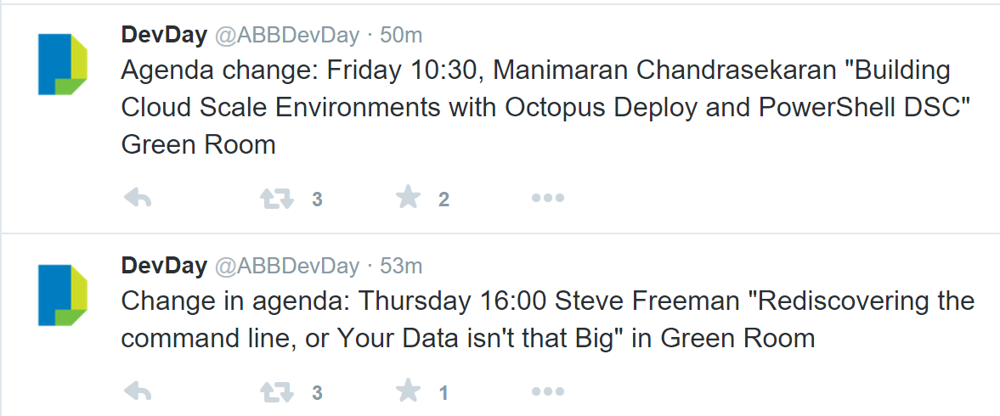 DevDay @ABBDevDay · 50m
Agenda change: Friday 10:30, Manimaran Chandrasekaran "Building
Cloud Scale Environments with Octopus Deploy and PowerShell DSC"
Green Room
3 2
DevDay @ABBDevDay · 53m
Change in agenda: Thursday 16:00 Steve Freeman "Rediscovering the
command line, or Your Data isn't that Big" in Green Room
3 1